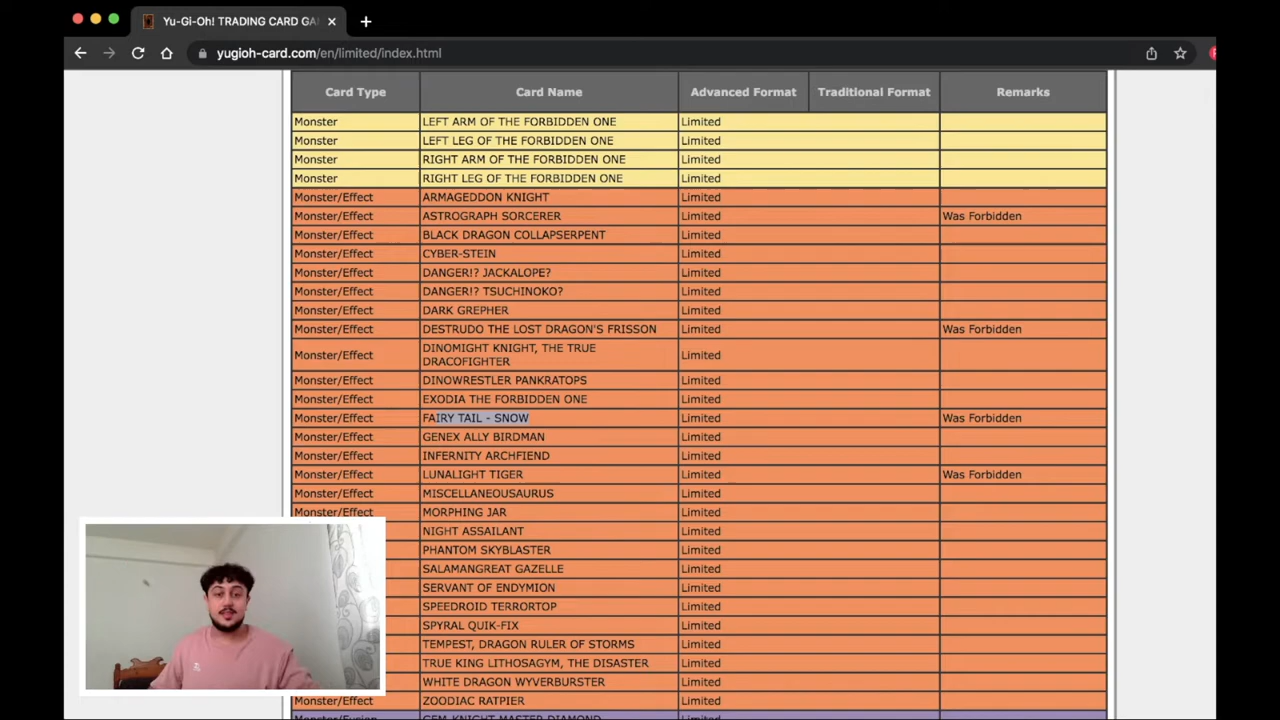 Yu-Gi-Oh! TRADING CARD GA
yugioh-card.com/en/limited/index.html
Card Type Card Name Advanced Format Traditional Format Remarks
Monster LEFT ARM OF THE FORBIDDEN ONE Limited
Monster LEFT LEG OF THE FORBIDDEN ONE Limited
Monster RIGHT ARM OF THE FORBIDDEN ONE Limited
Monster RIGHT LEG OF THE FORBIDDEN ONE Limited
Monster/Effect ARMAGEDDON KNIGHT Limited
Monster/Effect ASTROGRAPH SORCERER Limited Was Forbidden
Monster/Effect BLACK DRAGON COLLAPSERPENT Limited
Monster/Effect CYBER-STEIN Limited
Monster/Effect DANGER!? JACKALOPE? Limited
Monster/Effect DANGER!? TSUCHINOKO? Limited
Monster/Effect DARK GREPHER Limited
Monster/Effect DESTRUDO THE LOST DRAGON'S FRISSON Limited Was Forbidden
Monster/Effect DINOMIGHT KNIGHT, THE TRUE
DRACOFIGHTER Limited
Monster/Effect DINOWRESTLER PANKRATOPS Limited
Monster/Effect EXODIA THE FORBIDDEN ONE Limited
Monster/Effect FAIRY TAIL - SNOW Limited Was Forbidden
Monster/Effect GENEX ALLY BIRDMAN Limited
Monster/Effect INFERNITY ARCHFIEND Limited
Monster/Effect LUNALIGHT TIGER Limited Was Forbidden
Monster/Effect MISCELLANEOUSAURUS Limited
Monster/Effect MORPHING JAR Limited
NIGHT ASSAILANT Limited
PHANTOM SKYBLASTER Limited
SALAMANGREAT GAZELLE Limited
SERVANT OF ENDYMION Limited
SPEEDROID TERRORTOP Limited
SPYRAL QUIK-FIX Limited
TEMPEST, DRAGON RULER OF STORMS Limited
TRUE KING LITHOSAGYM, THE DISASTER Limited
WHITE DRAGON WYVERBURSTER Limited
Monster/Effect ZOODIAC RATPIER Limited
Monster/Fusion GEM-KNIGHT MASTER DIAMOND Limited